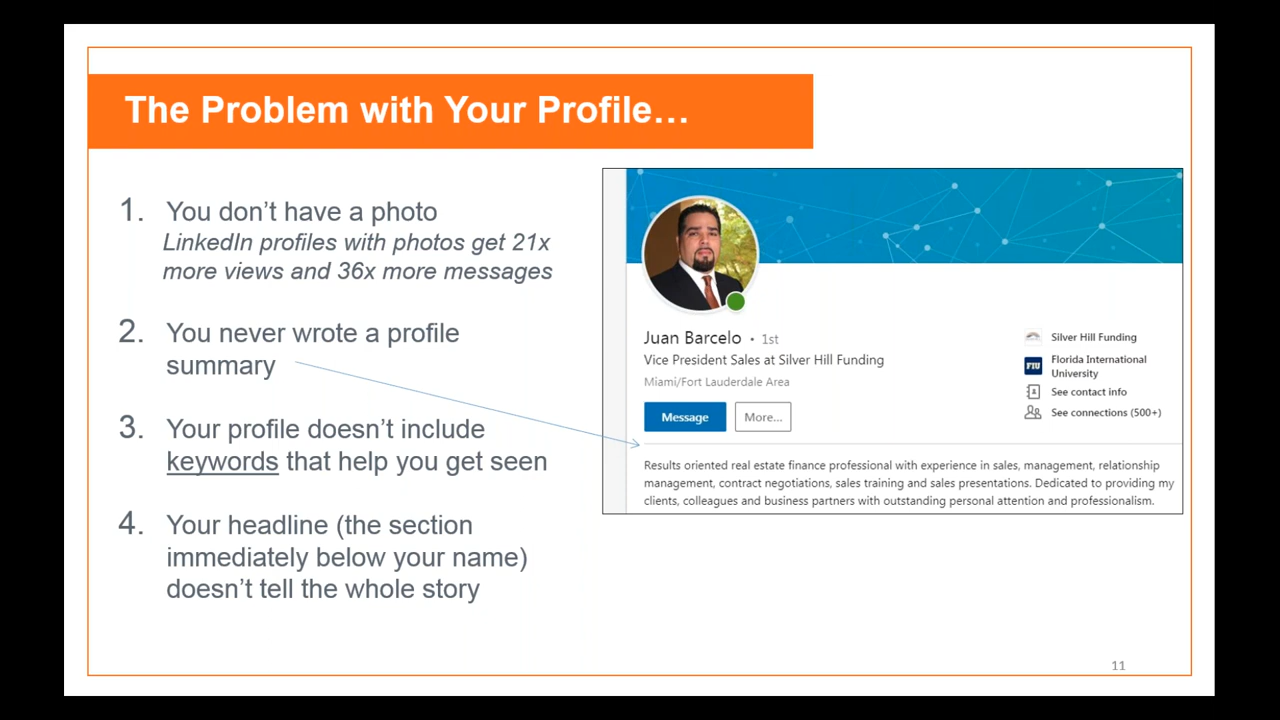 The Problem with Your Profile…
1. You don’t have a photo
LinkedIn profiles with photos get 21x
more views and 36x more messages
2. You never wrote a profile
summary
3. Your profile doesn’t include
keywords that help you get seen
4. Your headline (the section
immediately below your name)
doesn’t tell the whole story
Juan Barcelo • 1st
Vice President Sales at Silver Hill Funding
Miami/Fort Lauderdale Area
Message More...
Silver Hill Funding
FIU Florida International
University
See contact info
See connections (500+)
Results oriented real estate finance professional with experience in sales, management, relationship
management, contract negotiations, sales training and sales presentations. Dedicated to providing my
clients, colleagues and business partners with outstanding personal attention and professionalism.
11